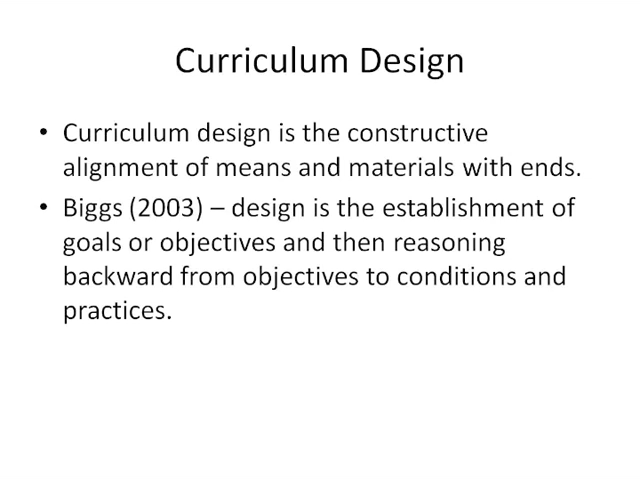 Curriculum Design
• Curriculum design is the constructive
alignment of means and materials with ends.
• Biggs (2003) – design is the establishment of
goals or objectives and then reasoning
backward from objectives to conditions and
practices.